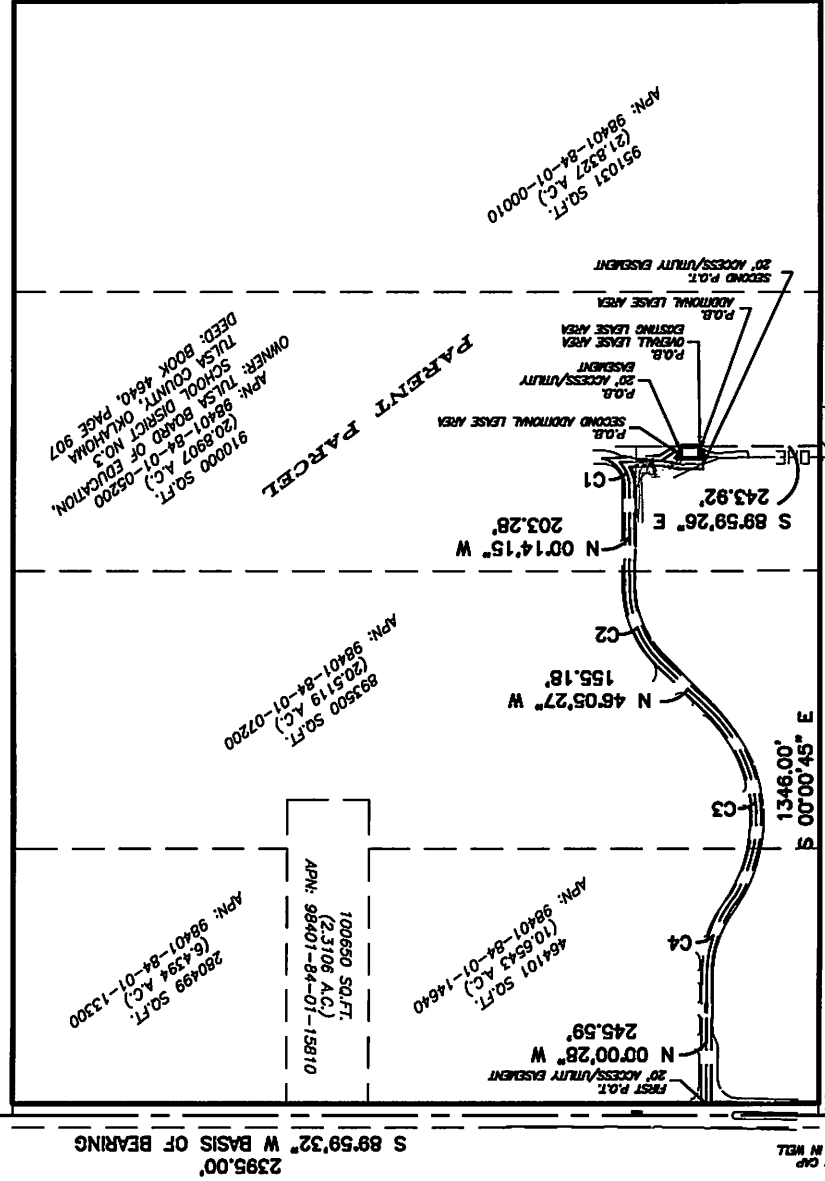 CAP
IN WELL
2395.00'
S 89°59'32" W BASIS OF BEARING
FIRST P.O.T.
20' ACCESS/UTILITY EASEMENT
N 00°00'28" W
245.59'
C4
464101 SQ.FT.
(10.6543 A.C.)
APN: 98401-84-01-14640
100650 SQ.FT.
(2.3106 A.C.)
APN: 98401-84-01-15810
280499 SQ.FT.
(6.4394 A.C.)
APN: 98401-84-01-13300
1346.00'
S 00°00'45" E
C3
N 46°05'27" W
155.18'
C2
893500 SQ.FT.
(20.5119 A.C.)
APN: 98401-84-01-07200
N 00°14'15" W
203.28'
S 89°59'26" E
243.92'
C1
OHE
P.O.B.
SECOND ADDITIONAL LEASE AREA
P.O.B.
20' ACCESS/UTILITY
EASEMENT
P.O.B.
OVERALL LEASE AREA
EXISTING LEASE AREA
P.O.B.
ADDITIONAL LEASE AREA
SECOND P.O.T.
20' ACCESS/UTILITY EASEMENT
PARENT PARCEL
910000 SQ.FT.
(20.8907 A.C.)
APN: 98401-84-01-05200
OWNER: TULSA BOARD OF EDUCATION,
TULSA SCHOOL DISTRICT NO.3
TULSA COUNTY, OKLAHOMA
DEED: BOOK 4640, PAGE 907
951031 SQ.FT.
(21.8327 A.C.)
APN: 98401-84-01-00010